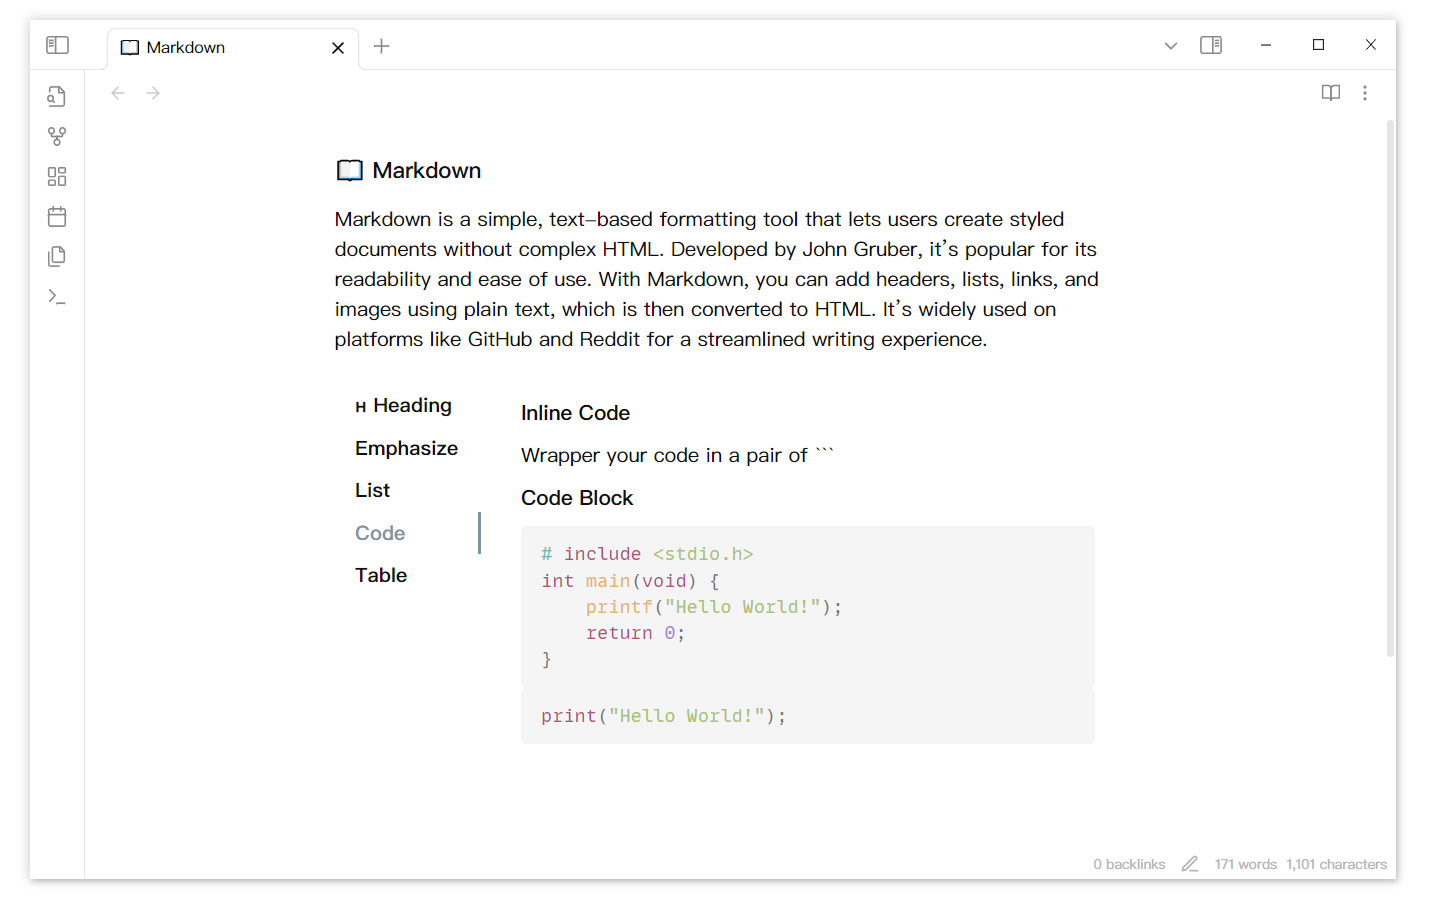 Markdown
Markdown
Markdown is a simple, text-based formatting tool that lets users create styled
documents without complex HTML. Developed by John Gruber, it's popular for its
readability and ease of use. With Markdown, you can add headers, lists, links, and
images using plain text, which is then converted to HTML. It's widely used on
platforms like GitHub and Reddit for a streamlined writing experience.
H Heading
Emphasize
List
Code
Table
Inline Code
Wrapper your code in a pair of ```
Code Block
# include <stdio.h>
int main(void) {
    printf("Hello World!");
    return 0;
}
print("Hello World!");
0 backlinks 171 words 1,101 characters